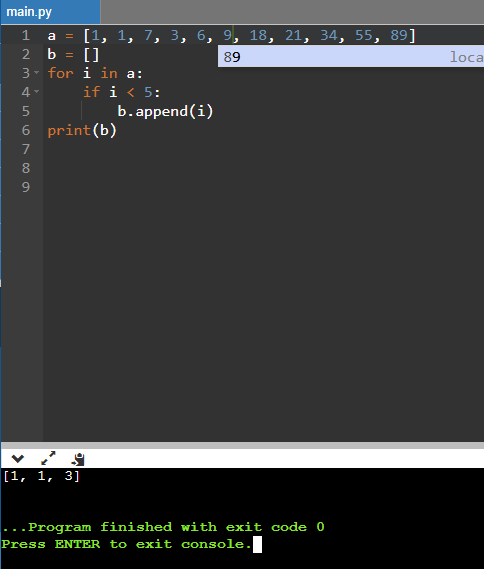 main.py
1 a = [1, 1, 7, 3, 6, 9, 18, 21, 34, 55, 89]
89 loca
2 b = []
3 for i in a:
4     if i < 5:
5         b.append(i)
6 print(b)
7
8
9
[1, 1, 3]
...Program finished with exit code 0
Press ENTER to exit console.